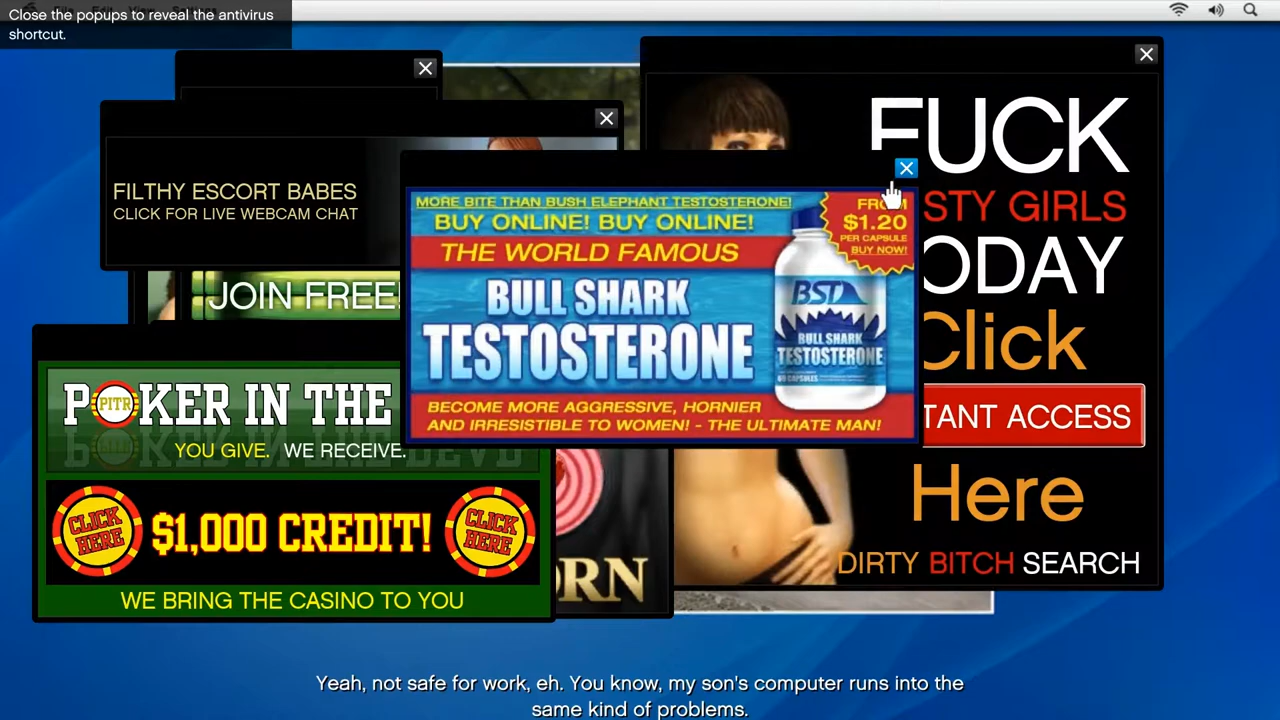 Close the popups to reveal the antivirus
shortcut.
FUCK
STY GIRLS
ODAY
Click
TANT ACCESS
Here
DIRTY BITCH SEARCH
FILTHY ESCORT BABES
CLICK FOR LIVE WEBCAM CHAT
JOIN FREE!
MORE BITE THAN BUSH ELEPHANT TESTOSTERONE!
BUY ONLINE! BUY ONLINE!
THE WORLD FAMOUS
BULL SHARK
TESTOSTERONE
BECOME MORE AGGRESSIVE, HORNIER
AND IRRESISTIBLE TO WOMEN! - THE ULTIMATE MAN!
FROM
$1.20
PER CAPSULE
BUY NOW!
BST
BULL SHARK
TESTOSTERONE
60 CAPSULES
POKER IN THE
PITR
YOU GIVE. WE RECEIVE.
CLICK
HERE
$1,000 CREDIT!
CLICK
HERE
WE BRING THE CASINO TO YOU
ORN
Yeah, not safe for work, eh. You know, my son's computer runs into the
same kind of problems.